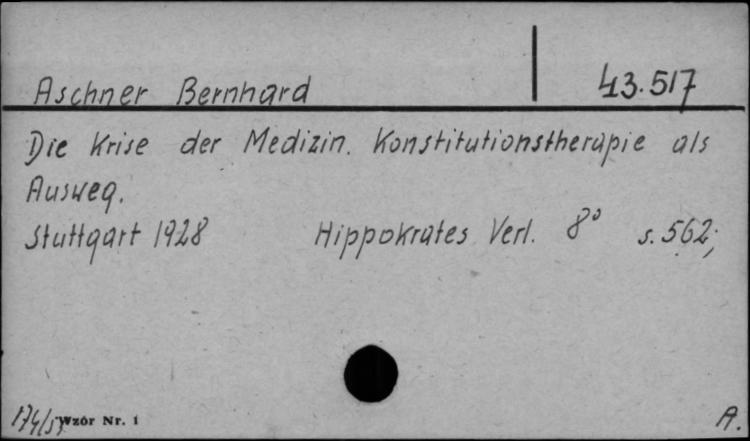 Aschner Bernhard 43.517
Die Krise der Medizin. Konstitutionstherapie als
Ausweg.
Stuttgart 1928 Hippokrates Verl. 8° s. 562;
Wzór Nr. 1 A.